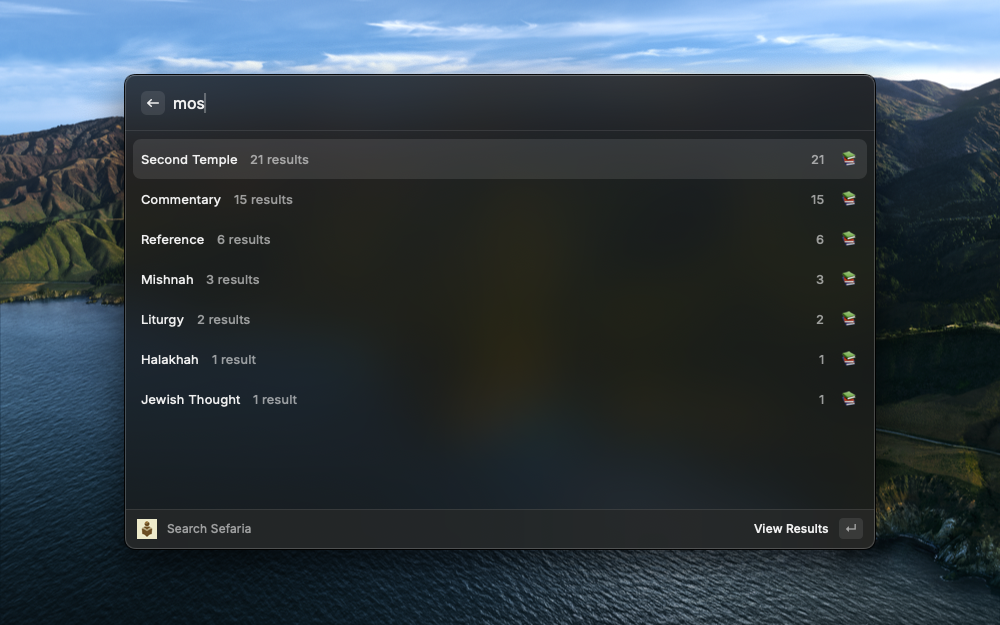 mos
Second Temple 21 results 21
Commentary 15 results 15
Reference 6 results 6
Mishnah 3 results 3
Liturgy 2 results 2
Halakhah 1 result 1
Jewish Thought 1 result 1
Search Sefaria View Results